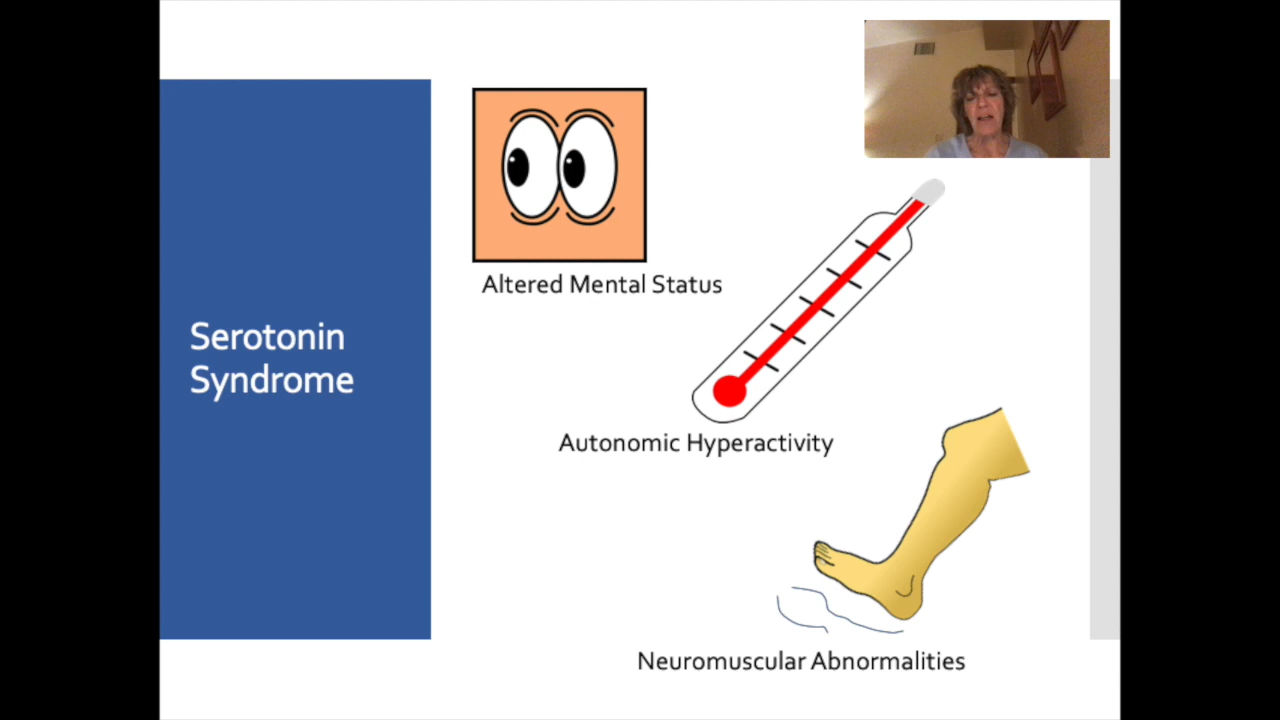 Serotonin
Syndrome
Altered Mental Status
Autonomic Hyperactivity
Neuromuscular Abnormalities